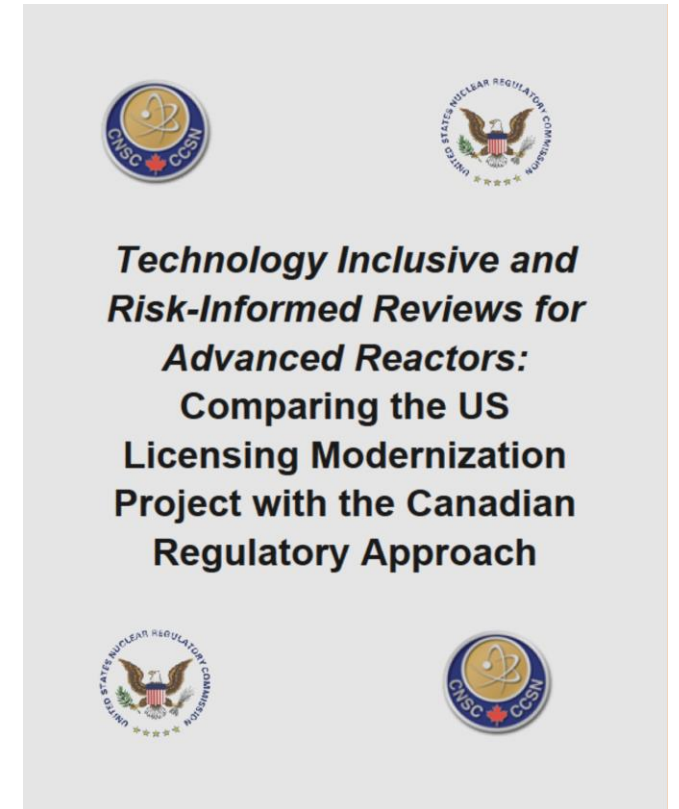 CNSC CCSN
UNITED STATES NUCLEAR REGULATORY COMMISSION
Technology Inclusive and
Risk-Informed Reviews for
Advanced Reactors:
Comparing the US
Licensing Modernization
Project with the Canadian
Regulatory Approach
UNITED STATES NUCLEAR REGULATORY COMMISSION
CNSC CCSN